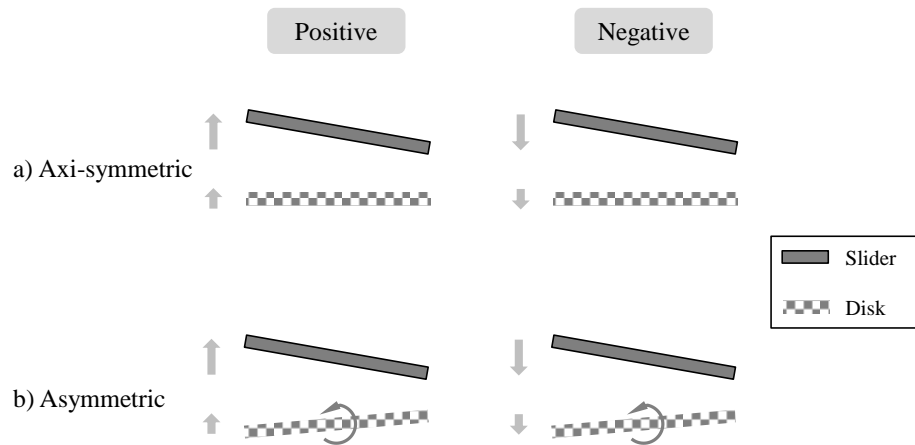 Positive
Negative
a) Axi-symmetric
Slider
Disk
b) Asymmetric